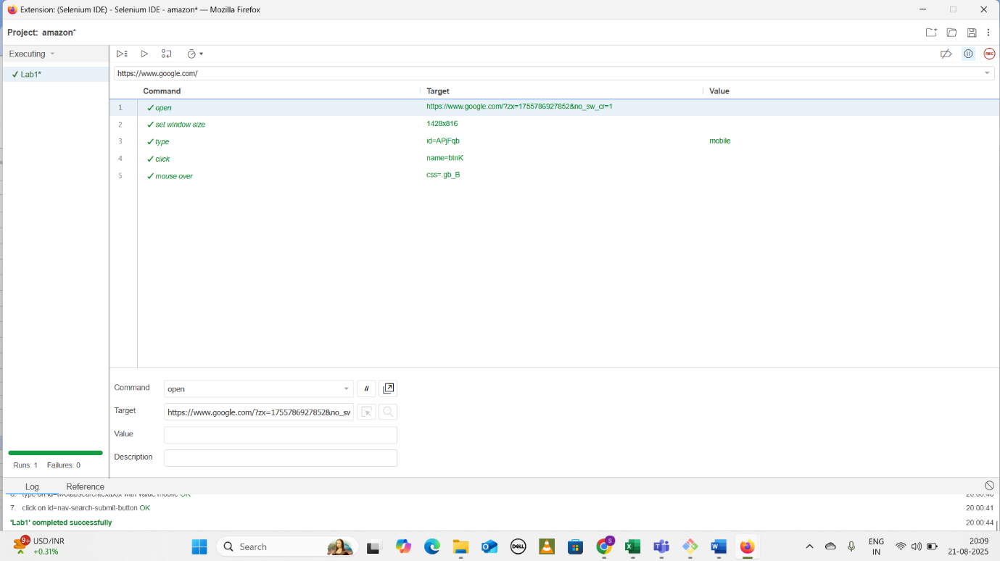 Extension: (Selenium IDE) - Selenium IDE - amazon* — Mozilla Firefox
Project: amazon*
Executing
✓ Lab1*
https://www.google.com/
Command Target Value
1 ✓ open https://www.google.com/?zx=1755786927852&no_sw_cr=1
2 ✓ set window size 1428x816
3 ✓ type id=APjFqb mobile
4 ✓ click name=btnK
5 ✓ mouse over css=.gb_B
Command open //
Target https://www.google.com/?zx=1755786927852&no_sw
Value
Description
Runs: 1 Failures: 0
Log Reference
6. type on id=twotabsearchtextbox with value mobile OK 20:00:40
7. click on id=nav-search-submit-button OK 20:00:41
'Lab1' completed successfully 20:00:44
REC
9+
USD/INR
+0.31%
Search
DELL
S
ENG
IN
20:09
21-08-2025